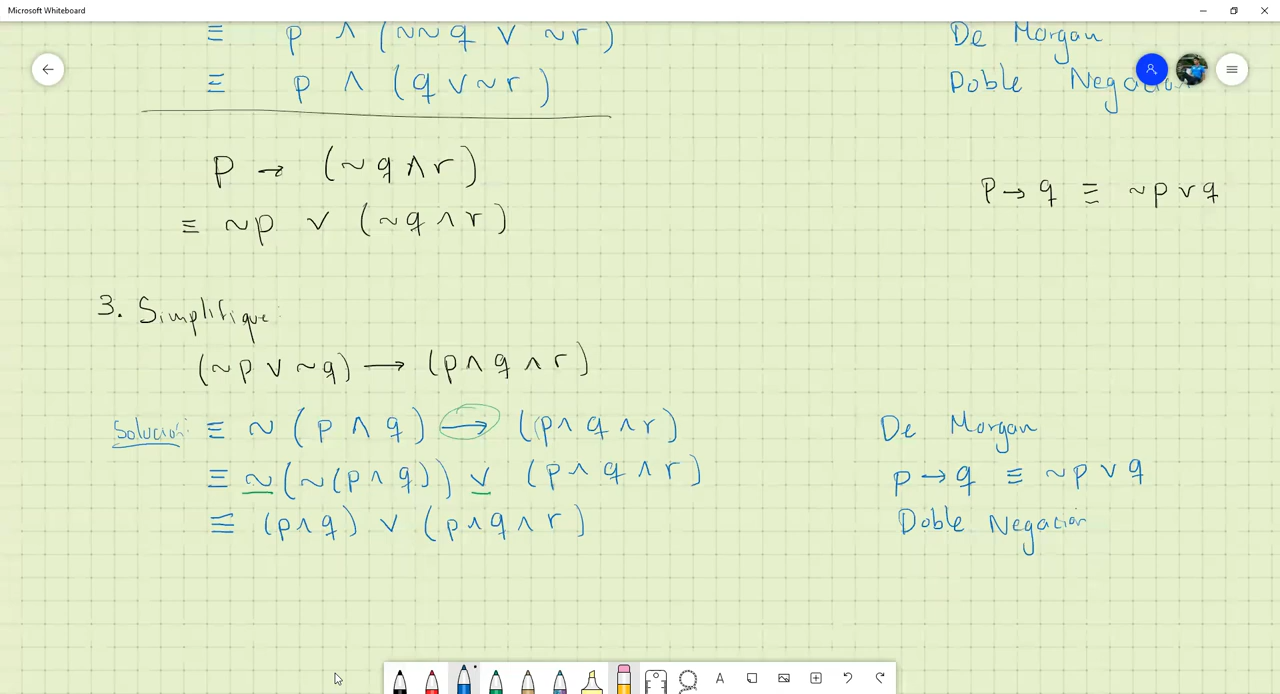 Microsoft Whiteboard
≡ p ∧ (~~q ∨ ~r) De Morgan
≡ p ∧ (q ∨ ~r) Doble Negación
P → (~q ∧ r)
P → q ≡ ~p ∨ q
≡ ~p ∨ (~q ∧ r)
3. Simplifique:
(~p ∨ ~q) → (p ∧ q ∧ r)
Solución: ≡ ~(p ∧ q) → (p ∧ q ∧ r) De Morgan
≡ ~(~(p ∧ q)) ∨ (p ∧ q ∧ r) p → q ≡ ~p ∨ q
≡ (p ∧ q) ∨ (p ∧ q ∧ r) Doble Negación